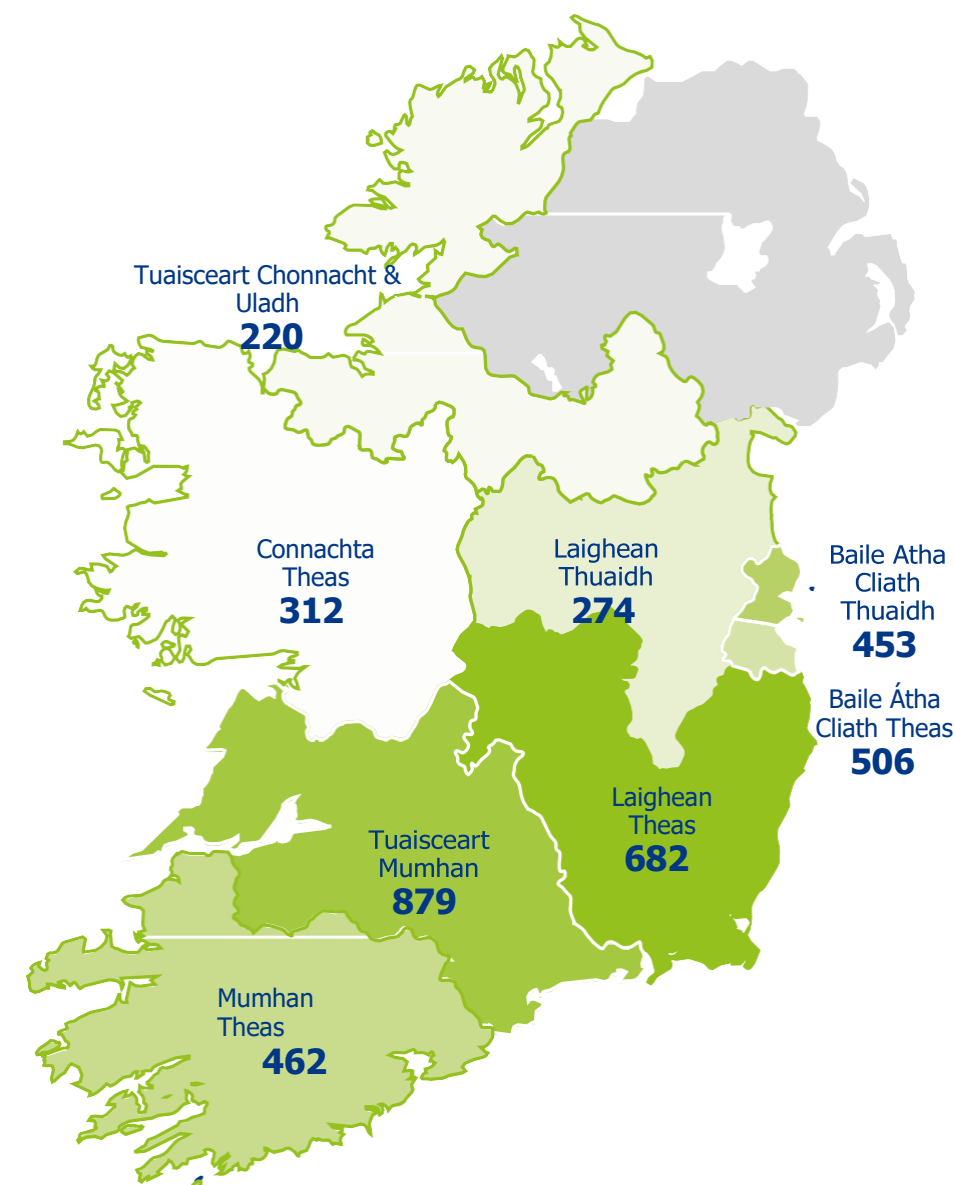 Tuaisceart Chonnacht &
Uladh
220
Connachta
Theas
312
Laighean
Thuaidh
274
Baile Atha
Cliath
Thuaidh
453
Baile Átha
Cliath Theas
506
Laighean
Theas
682
Tuaisceart
Mumhan
879
Mumhan
Theas
462